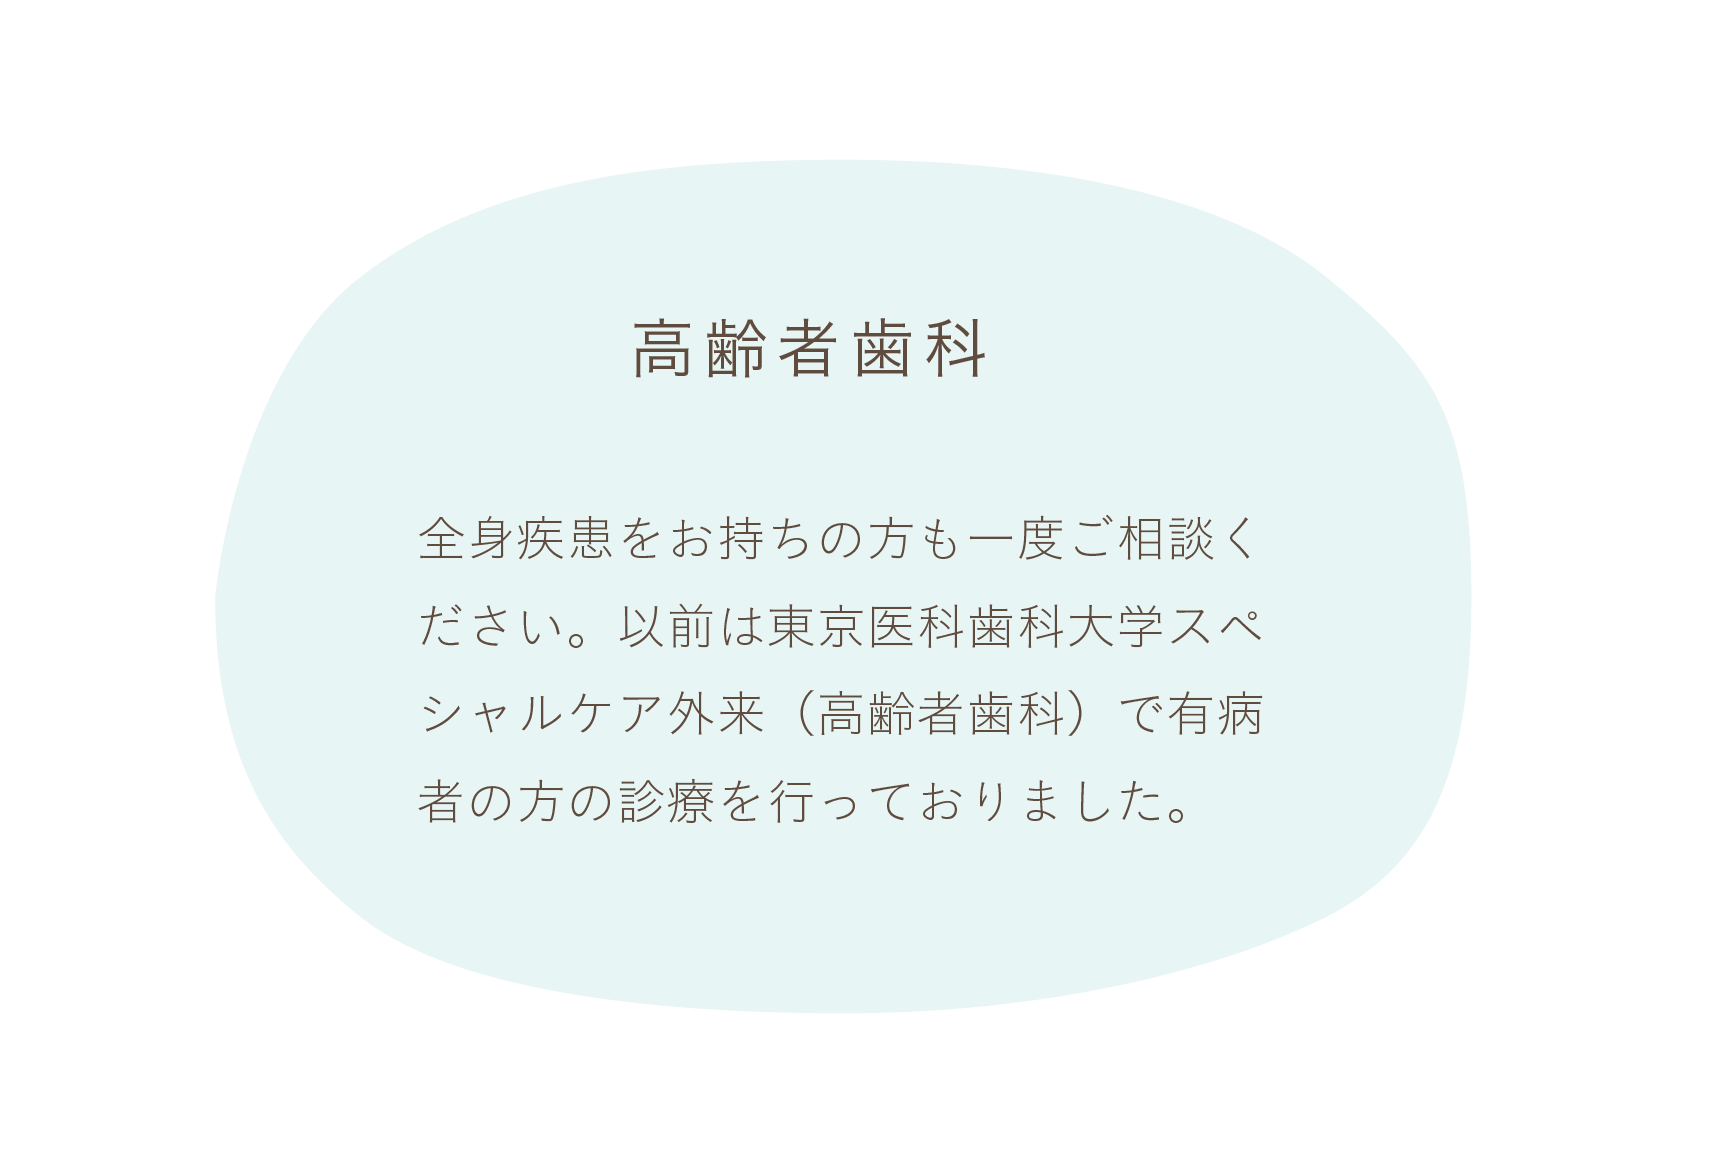 高齢者歯科
全身疾患をお持ちの方も一度ご相談く
ださい。以前は東京医科歯科大学スペ
シャルケア外来（高齢者歯科）で有病
者の方の診療を行っておりました。